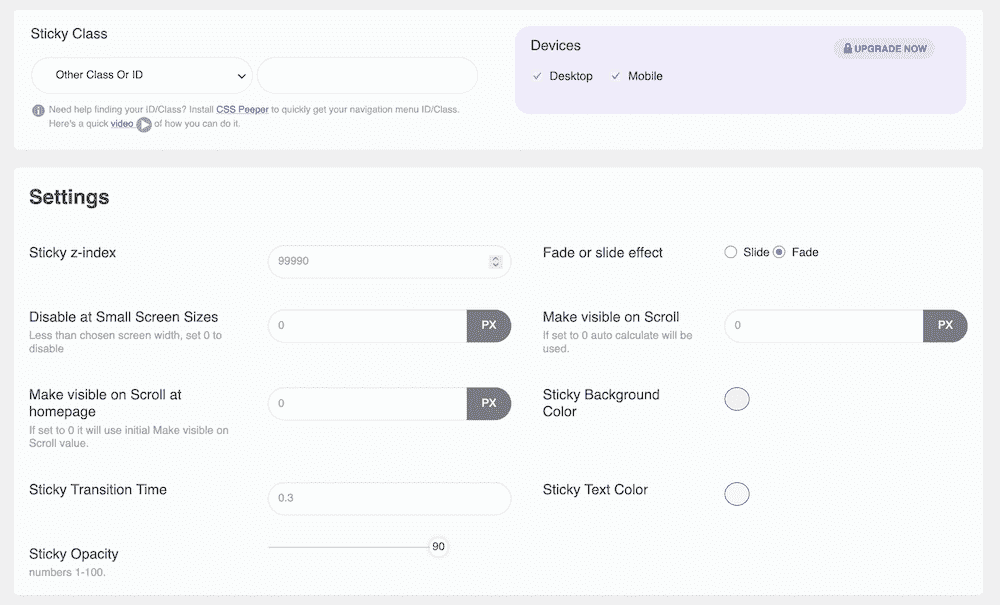 Sticky Class
Other Class Or ID
Need help finding your ID/Class? Install CSS Peeper to quickly get your navigation menu ID/Class.
Here's a quick video of how you can do it.
Devices
UPGRADE NOW
Desktop
Mobile
Settings
Sticky z-index
99990
Fade or slide effect
Slide
Fade
Disable at Small Screen Sizes
Less than chosen screen width, set 0 to
disable
0
PX
Make visible on Scroll
If set to 0 auto calculate will be
used.
0
PX
Make visible on Scroll at
homepage
If set to 0 it will use initial Make visible on
Scroll value.
0
PX
Sticky Background
Color
Sticky Transition Time
0.3
Sticky Text Color
Sticky Opacity
numbers 1-100.
90